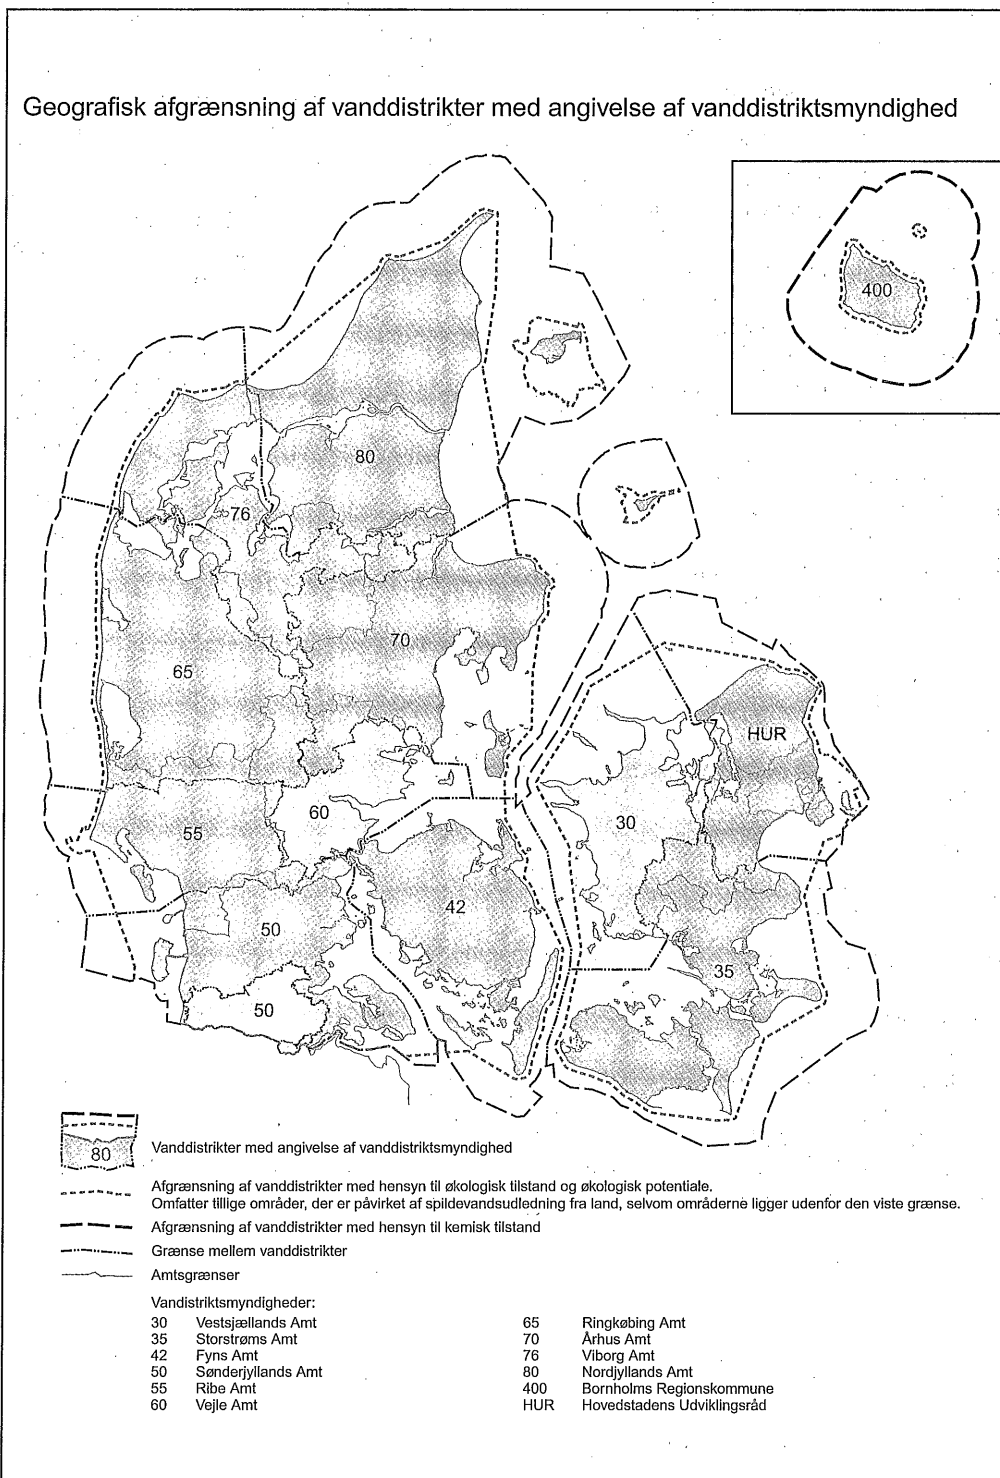 Geografisk afgrænsning af vanddistrikter med angivelse af vanddistriktsmyndighed
400
80
76
70
65
HUR
60
30
55
42
50
35
50
80
Vanddistrikter med angivelse af vanddistriktsmyndighed
Afgrænsning af vanddistrikter med hensyn til økologisk tilstand og økologisk potentiale.
Omfatter tillige områder, der er påvirket af spildevandsudledning fra land, selvom områderne ligger udenfor den viste grænse.
Afgrænsning af vanddistrikter med hensyn til kemisk tilstand
Grænse mellem vanddistrikter
Amtsgrænser
Vandistriktsmyndigheder:
30 Vestsjællands Amt
35 Storstrøms Amt
42 Fyns Amt
50 Sønderjyllands Amt
55 Ribe Amt
60 Vejle Amt
65 Ringkøbing Amt
70 Århus Amt
76 Viborg Amt
80 Nordjyllands Amt
400 Bornholms Regionskommune
HUR Hovedstadens Udviklingsråd